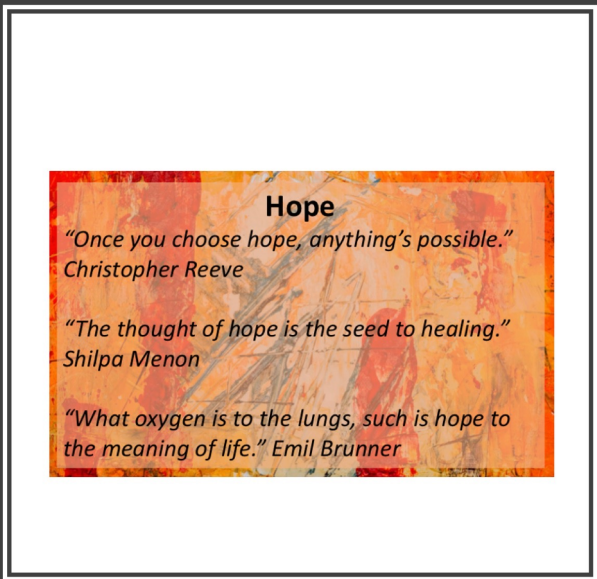 Hope
“Once you choose hope, anything’s possible.”
Christopher Reeve
“The thought of hope is the seed to healing.”
Shilpa Menon
“What oxygen is to the lungs, such is hope to
the meaning of life.” Emil Brunner